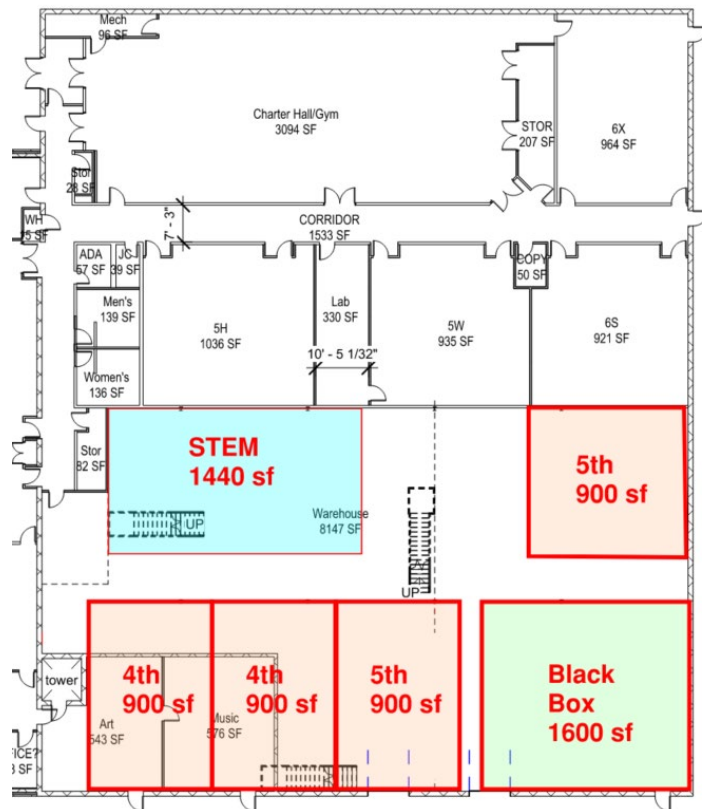 Mech
96 SF
Charter Hall/Gym
3094 SF
STOR
207 SF
6X
964 SF
Stor
28 SF
WH
CORRIDOR
1533 SF
7' - 3"
ADA
57 SF
JC
39 SF
COPY
50 SF
Men's
139 SF
5H
1036 SF
Lab
330 SF
5W
935 SF
6S
921 SF
10' - 5 1/32"
Women's
136 SF
Stor
82 SF
STEM
1440 sf
5th
900 sf
Warehouse
8147 SF
UP
UP
4th
900 sf
4th
900 sf
5th
900 sf
Black
Box
1600 sf
tower
Art
543 SF
Music
576 SF